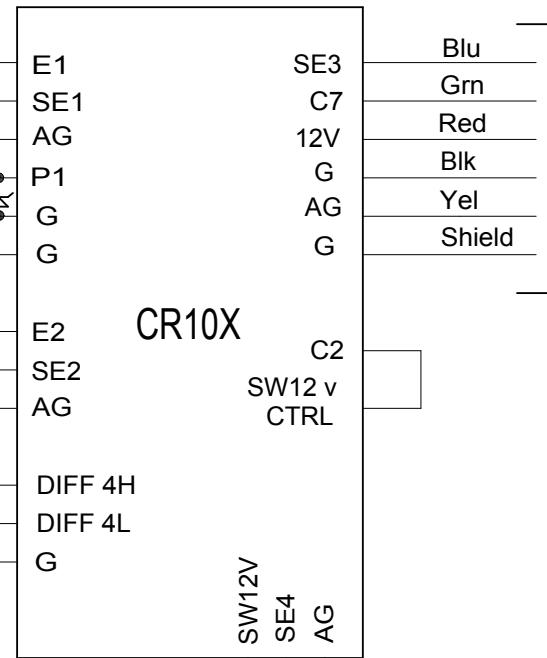 E1 SE3 Blu
SE1 C7 Grn
AG 12V Red
P1 G Blk
G AG Yel
G G Shield
E2 CR10X C2
SE2 SW12 v
AG CTRL
DIFF 4H
DIFF 4L
G
SW12V
SE4
AG